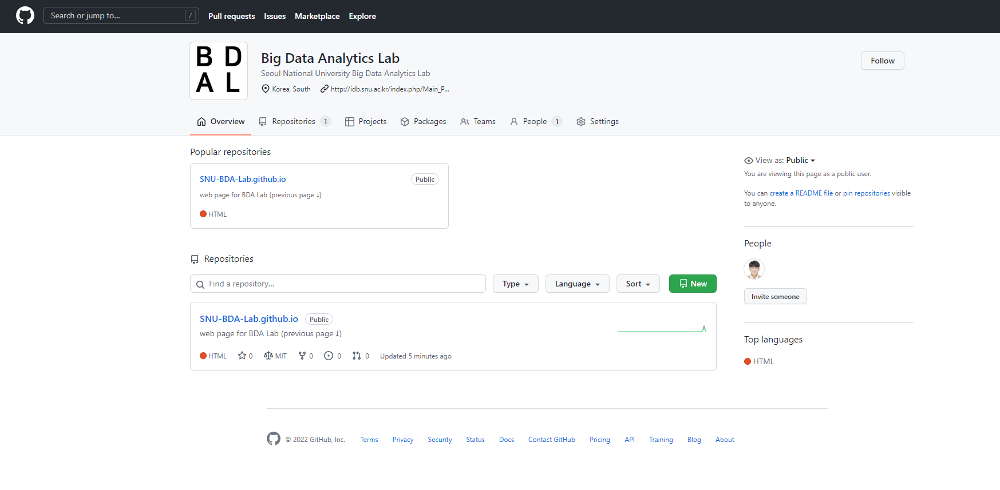 Search or jump to... / Pull requests Issues Marketplace Explore
B D
A L
Big Data Analytics Lab
Follow
Seoul National University Big Data Analytics Lab
Korea, South http://idb.snu.ac.kr/index.php/Main_P...
Overview Repositories 1 Projects Packages Teams People 1 Settings
Popular repositories
SNU-BDA-Lab.github.io Public
web page for BDA Lab (previous page ↓)
HTML
Repositories
Find a repository... Type Language Sort New
SNU-BDA-Lab.github.io Public
web page for BDA Lab (previous page ↓)
HTML 0 MIT 0 0 0 Updated 5 minutes ago
View as: Public
You are viewing this page as a public user.
You can create a README file or pin repositories visible
to anyone.
People
Invite someone
Top languages
HTML
© 2022 GitHub, Inc. Terms Privacy Security Status Docs Contact GitHub Pricing API Training Blog About